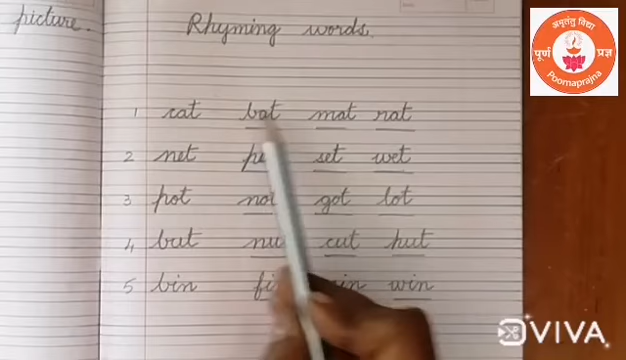 picture.
Rhyming words.
1 cat bat mat rat
2 net set wet
3 pot not got lot
4 but cut hut
5 bin win
अमृतंतु विद्या
पूर्ण प्रज्ञ
Poornaprajna
VIVA